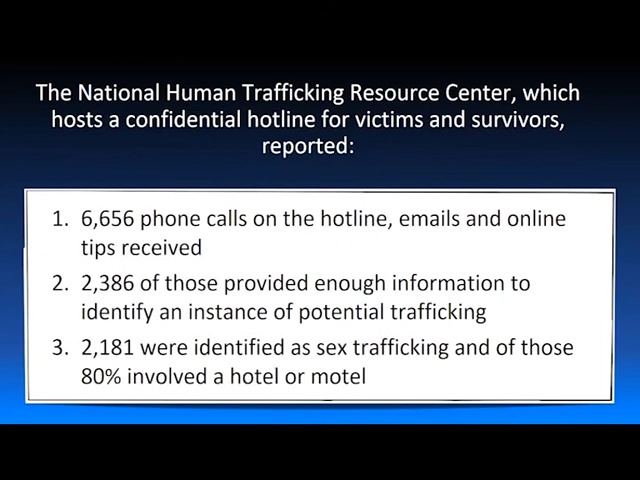 The National Human Trafficking Resource Center, which
hosts a confidential hotline for victims and survivors,
reported:
1. 6,656 phone calls on the hotline, emails and online
tips received
2. 2,386 of those provided enough information to
identify an instance of potential trafficking
3. 2,181 were identified as sex trafficking and of those
80% involved a hotel or motel